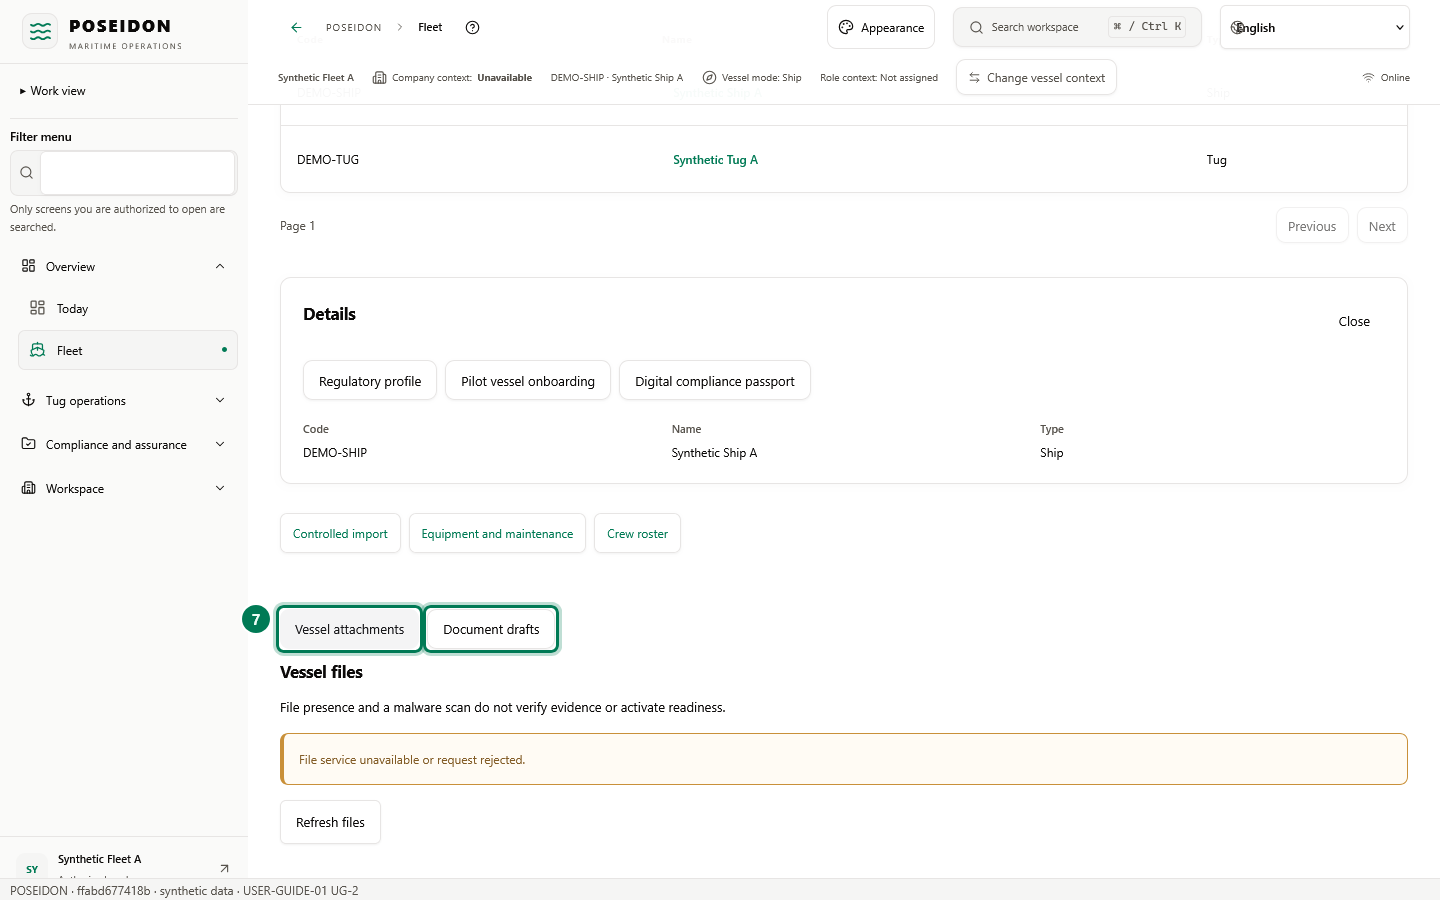 POSEIDON
MARITIME OPERATIONS
Work view
Filter menu
Only screens you are authorized to open are
searched.
Overview
Today
Fleet
Tug operations
Compliance and assurance
Workspace
SY
Synthetic Fleet A
POSEIDON
Fleet
Appearance
Search workspace
⌘ / Ctrl K
English
Synthetic Fleet A
Company context: Unavailable
DEMO-SHIP · Synthetic Ship A
Vessel mode: Ship
Role context: Not assigned
Change vessel context
Online
DEMO-SHIP
Synthetic Ship A
Ship
DEMO-TUG
Synthetic Tug A
Tug
Page 1
Previous
Next
Details
Close
Regulatory profile
Pilot vessel onboarding
Digital compliance passport
Code
Name
Type
DEMO-SHIP
Synthetic Ship A
Ship
Controlled import
Equipment and maintenance
Crew roster
7
Vessel attachments
Document drafts
Vessel files
File presence and a malware scan do not verify evidence or activate readiness.
File service unavailable or request rejected.
Refresh files
POSEIDON · ffabd677418b · synthetic data · USER-GUIDE-01 UG-2